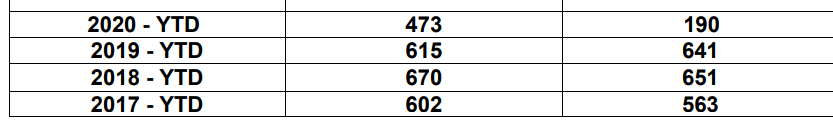 2020 - YTD 473 190
2019 - YTD 615 641
2018 - YTD 670 651
2017 - YTD 602 563